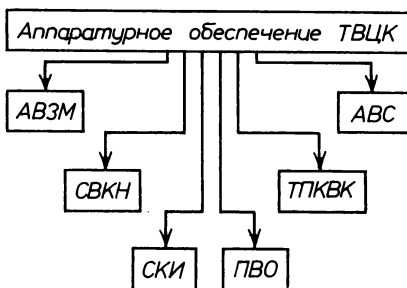 Аппаратурное обеспечение ТВЦК
АВЗМ
АВС
СВКН
ТПКВК
СКИ
ПВО